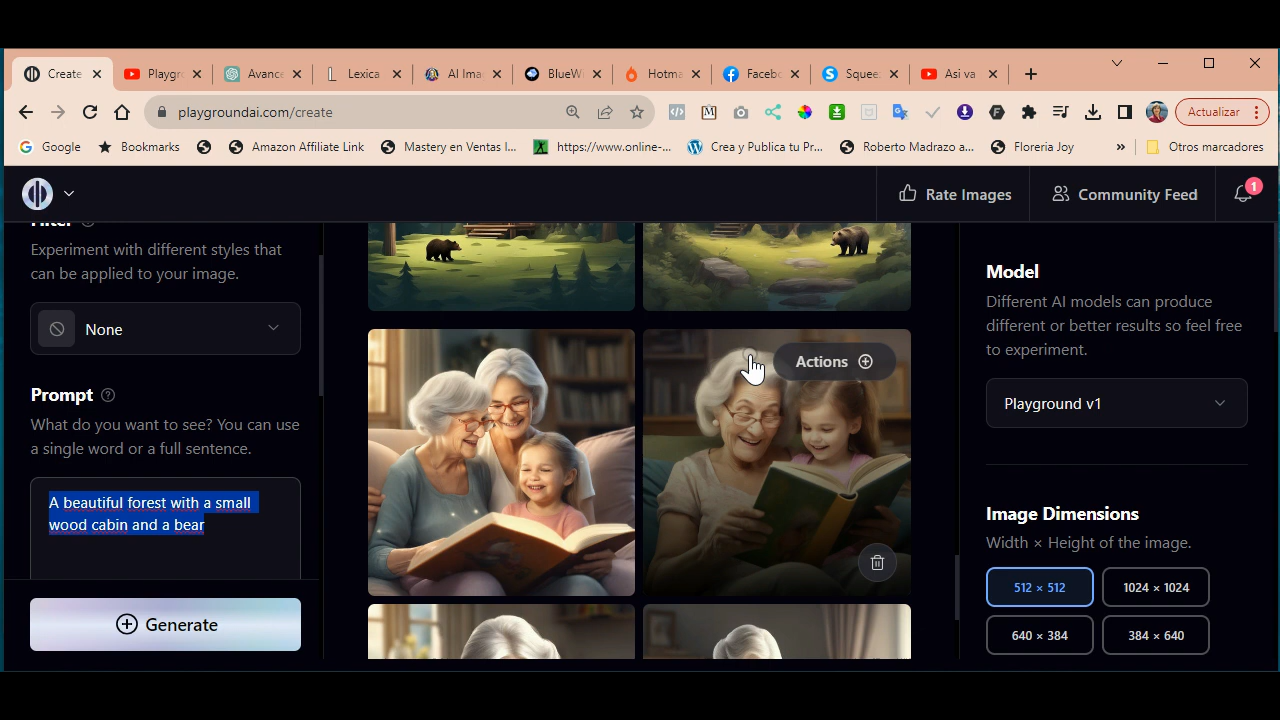 Create
Playgr
Avance
Lexica
AI Ima
BlueWi
Hotma
Facebo
Squee
Asi va
playgroundai.com/create
Actualizar
Google
Bookmarks
Amazon Affiliate Link
Mastery en Ventas I...
https://www.online-...
Crea y Publica tu Pr...
Roberto Madrazo a...
Floreria Joy
»
Otros marcadores
Rate Images
Community Feed
1
Filter
Experiment with different styles that
can be applied to your image.
None
Prompt
What do you want to see? You can use
a single word or a full sentence.
A beautiful forest with a small
wood cabin and a bear
Generate
Actions
Model
Different AI models can produce
different or better results so feel free
to experiment.
Playground v1
Image Dimensions
Width × Height of the image.
512 × 512
1024 × 1024
640 × 384
384 × 640